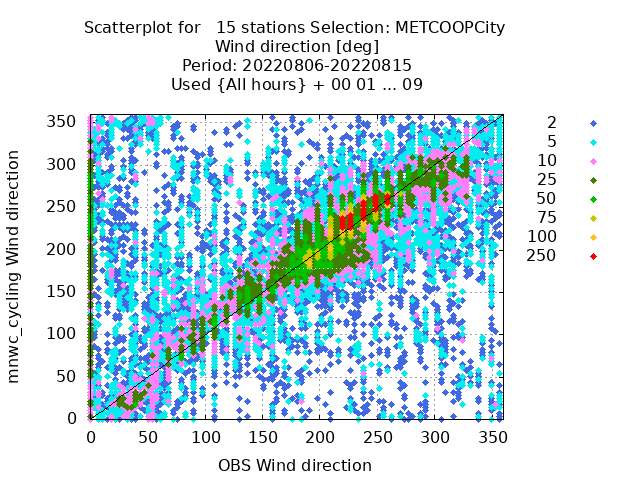 Scatterplot for   15 stations Selection: METCOOPCity
Wind direction [deg]
Period: 20220806-20220815
Used {All hours} + 00 01 ... 09
mnwc_cycling Wind direction
350
300
250
200
150
100
50
0
0 50 100 150 200 250 300 350
OBS Wind direction
2
5
10
25
50
75
100
250